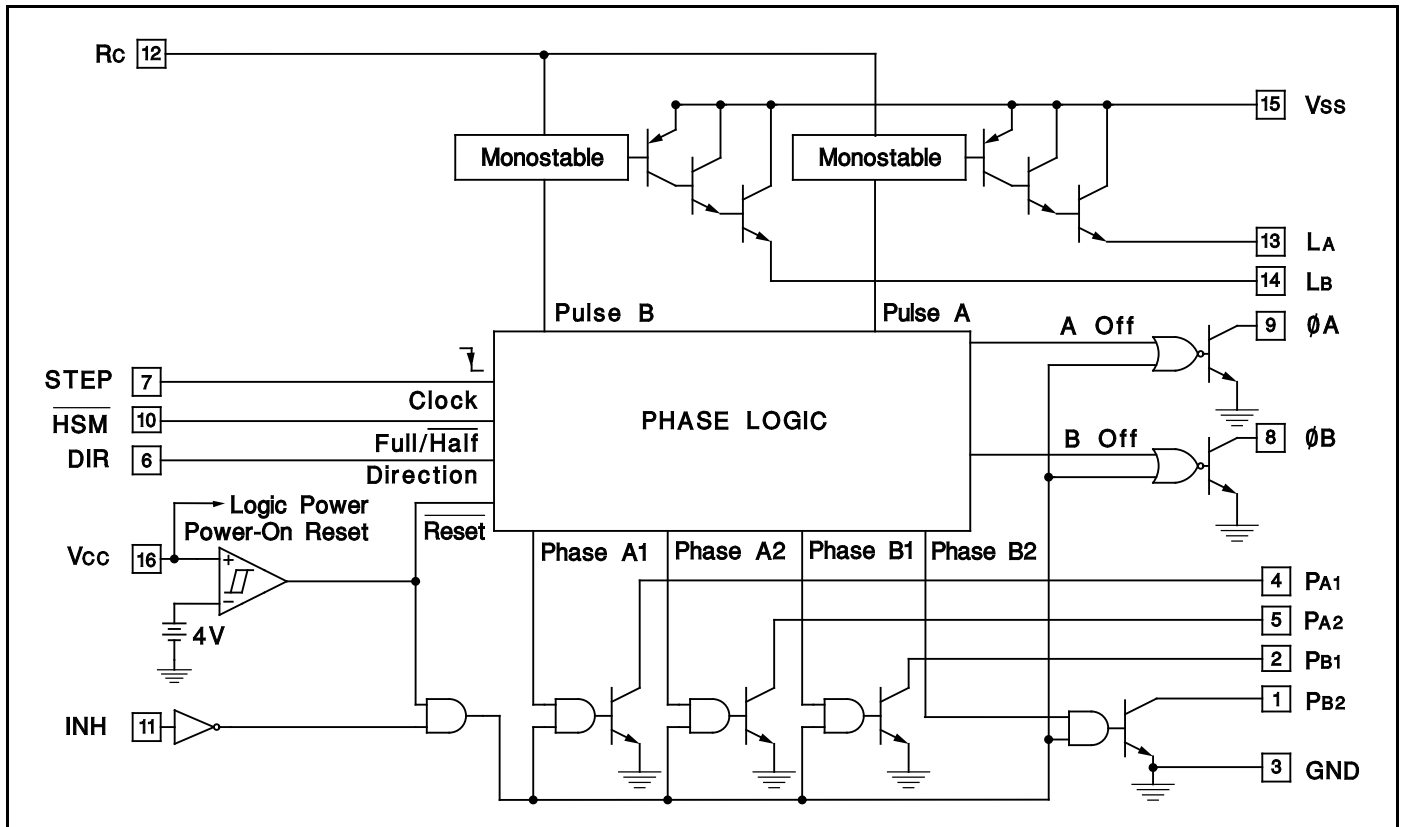 RC 12
15 VSS
Monostable
Monostable
13 LA
14 LB
Pulse B
Pulse A
A Off
9 ØA
STEP 7
Clock
HSM 10
PHASE LOGIC
Full/Half
B Off
8 ØB
DIR 6
Direction
Logic Power
Power-On Reset
Reset
VCC 16
+
−
4V
Phase A1
Phase A2
Phase B1
Phase B2
4 PA1
5 PA2
2 PB1
1 PB2
INH 11
3 GND